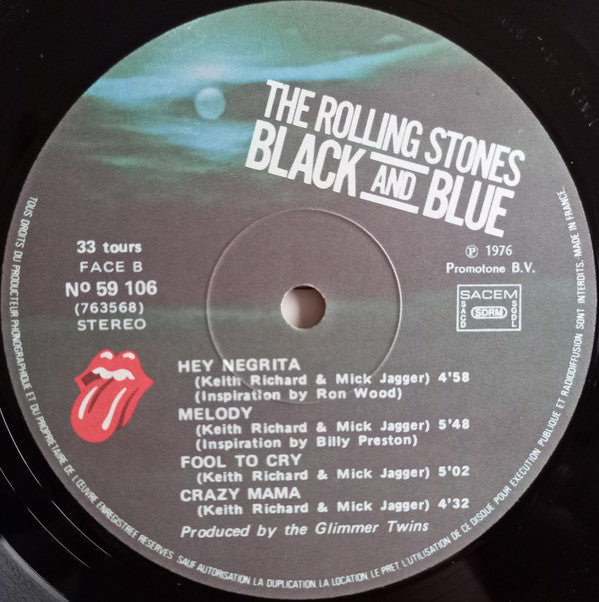 THE ROLLING STONES
BLACK AND BLUE
33 tours
FACE B
Nº 59 106
(763568)
STEREO
℗ 1976
Promotone B.V.
SACEM
SACD
SDRM
SGDL
HEY NEGRITA
(Keith Richard & Mick Jagger) 4'58
(Inspiration by Ron Wood)
MELODY
(Keith Richard & Mick Jagger) 5'48
(Inspiration by Billy Preston)
FOOL TO CRY
(Keith Richard & Mick Jagger) 5'02
CRAZY MAMA
(Keith Richard & Mick Jagger) 4'32
Produced by the Glimmer Twins
TOUS DROITS DU PRODUCTEUR PHONOGRAPHIQUE ET DU PROPRIETAIRE DE L'ŒUVRE ENREGISTREE RESERVES. SAUF AUTORISATION LA DUPLICATION, LA LOCATION, LE PRET, L'UTILISATION DE CE DISQUE POUR EXECUTION PUBLIQUE ET RADIODIFFUSION SONT INTERDITS. MADE IN FRANCE.